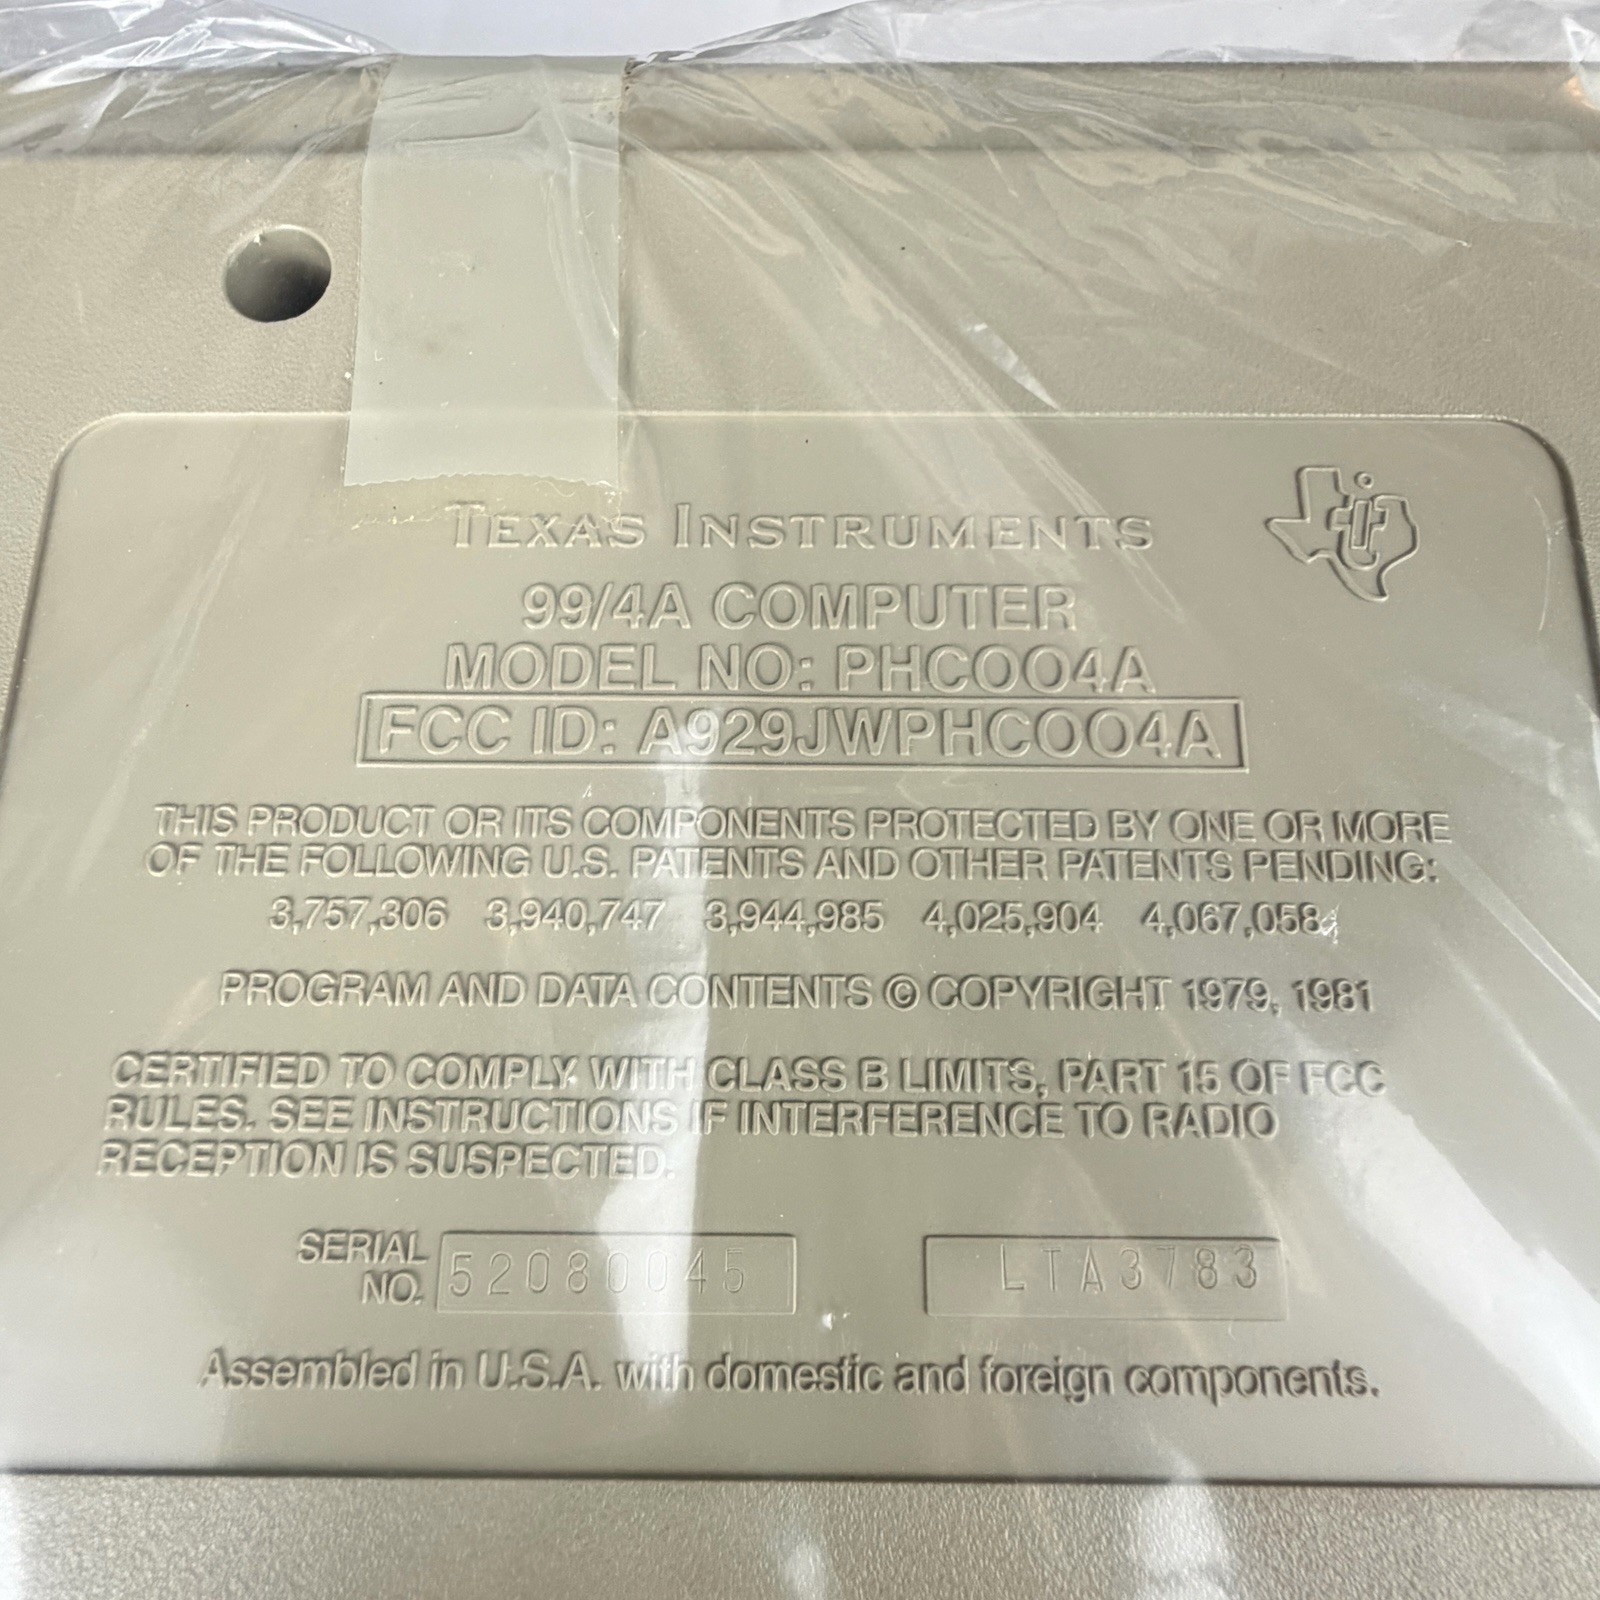 TEXAS INSTRUMENTS
99/4A COMPUTER
MODEL NO: PHC004A
FCC ID: A929JWPHC004A
THIS PRODUCT OR ITS COMPONENTS PROTECTED BY ONE OR MORE
OF THE FOLLOWING U.S. PATENTS AND OTHER PATENTS PENDING:
3,757,306 3,940,747 3,944,985 4,025,904 4,067,058
PROGRAM AND DATA CONTENTS © COPYRIGHT 1979, 1981
CERTIFIED TO COMPLY WITH CLASS B LIMITS, PART 15 OF FCC
RULES. SEE INSTRUCTIONS IF INTERFERENCE TO RADIO
RECEPTION IS SUSPECTED.
SERIAL
NO. 52080045 LTA3783
Assembled in U.S.A. with domestic and foreign components.